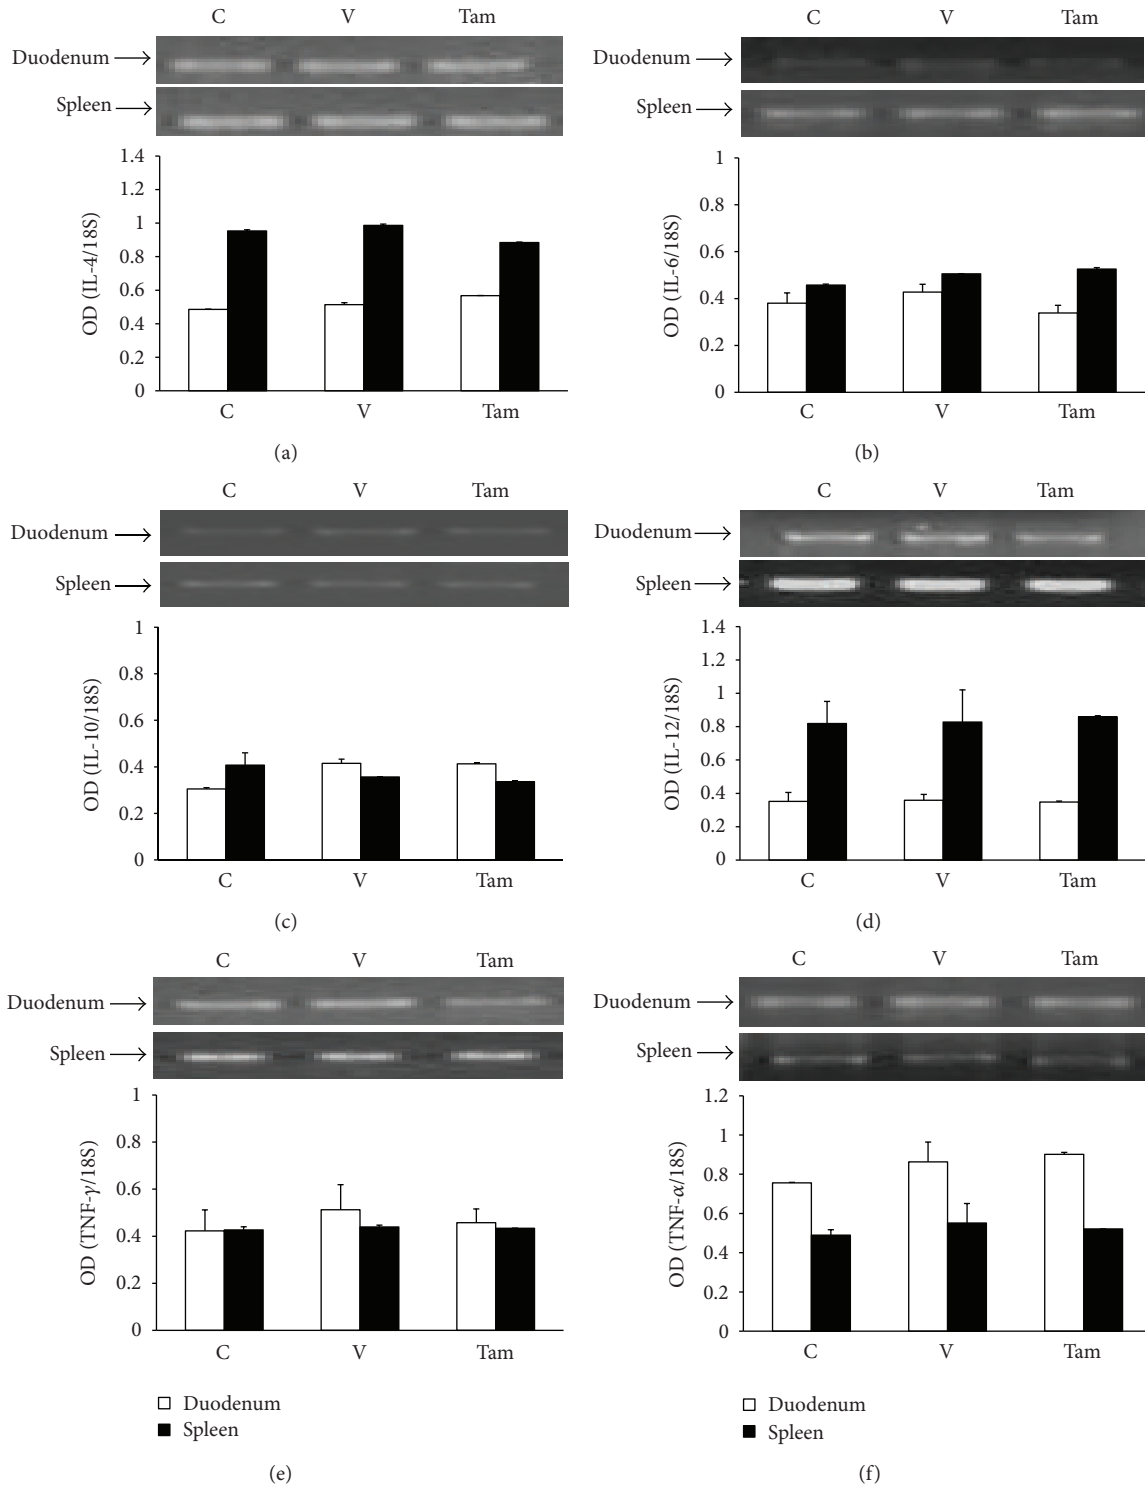 C V Tam
Duodenum
Spleen
1.4
1.2
1
0.8
0.6
0.4
0.2
0
OD (IL-4/18S)
C V Tam
(a)
C V Tam
Duodenum
Spleen
1
0.8
0.6
0.4
0.2
0
OD (IL-6/18S)
C V Tam
(b)
C V Tam
Duodenum
Spleen
1
0.8
0.6
0.4
0.2
0
OD (IL-10/18S)
C V Tam
(c)
C V Tam
Duodenum
Spleen
1.4
1.2
1
0.8
0.6
0.4
0.2
0
OD (IL-12/18S)
C V Tam
(d)
C V Tam
Duodenum
Spleen
1
0.8
0.6
0.4
0.2
0
OD (TNF-γ/18S)
C V Tam
Duodenum
Spleen
(e)
C V Tam
Duodenum
Spleen
1.2
1
0.8
0.6
0.4
0.2
0
OD (TNF-α/18S)
C V Tam
Duodenum
Spleen
(f)